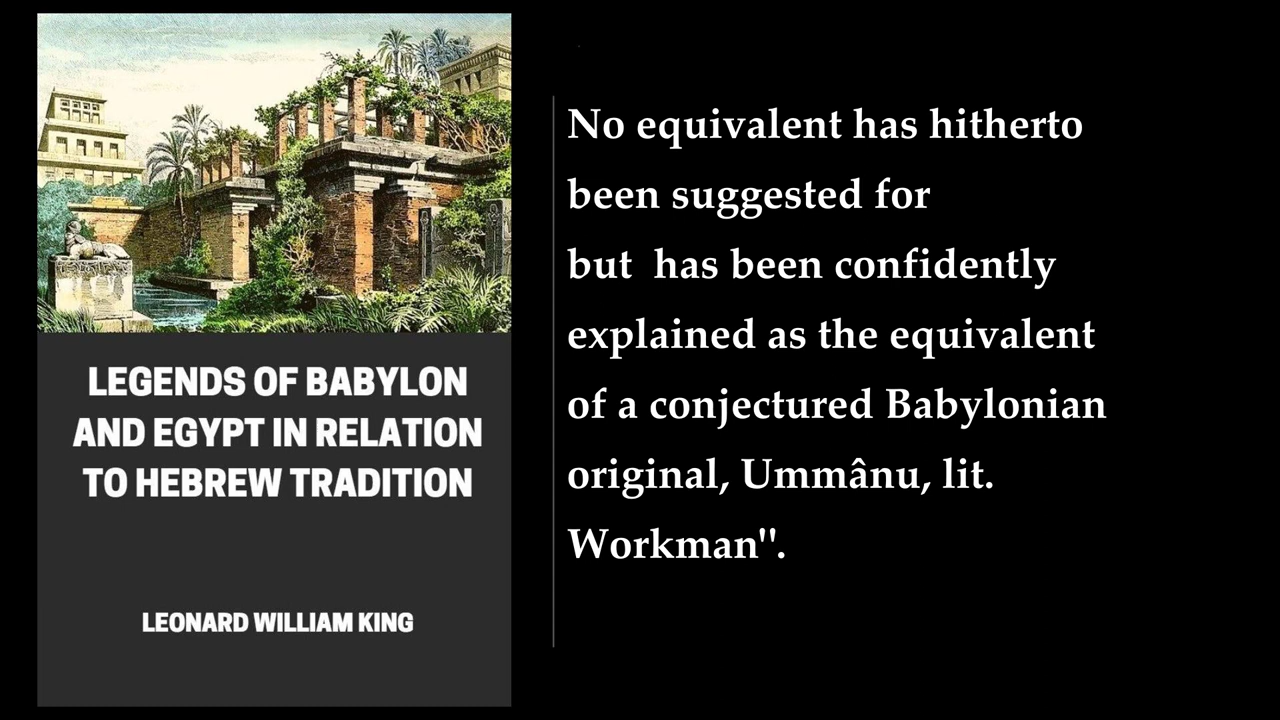 LEGENDS OF BABYLON
AND EGYPT IN RELATION
TO HEBREW TRADITION
LEONARD WILLIAM KING
No equivalent has hitherto
been suggested for
but has been confidently
explained as the equivalent
of a conjectured Babylonian
original, Ummânu, lit.
Workman".